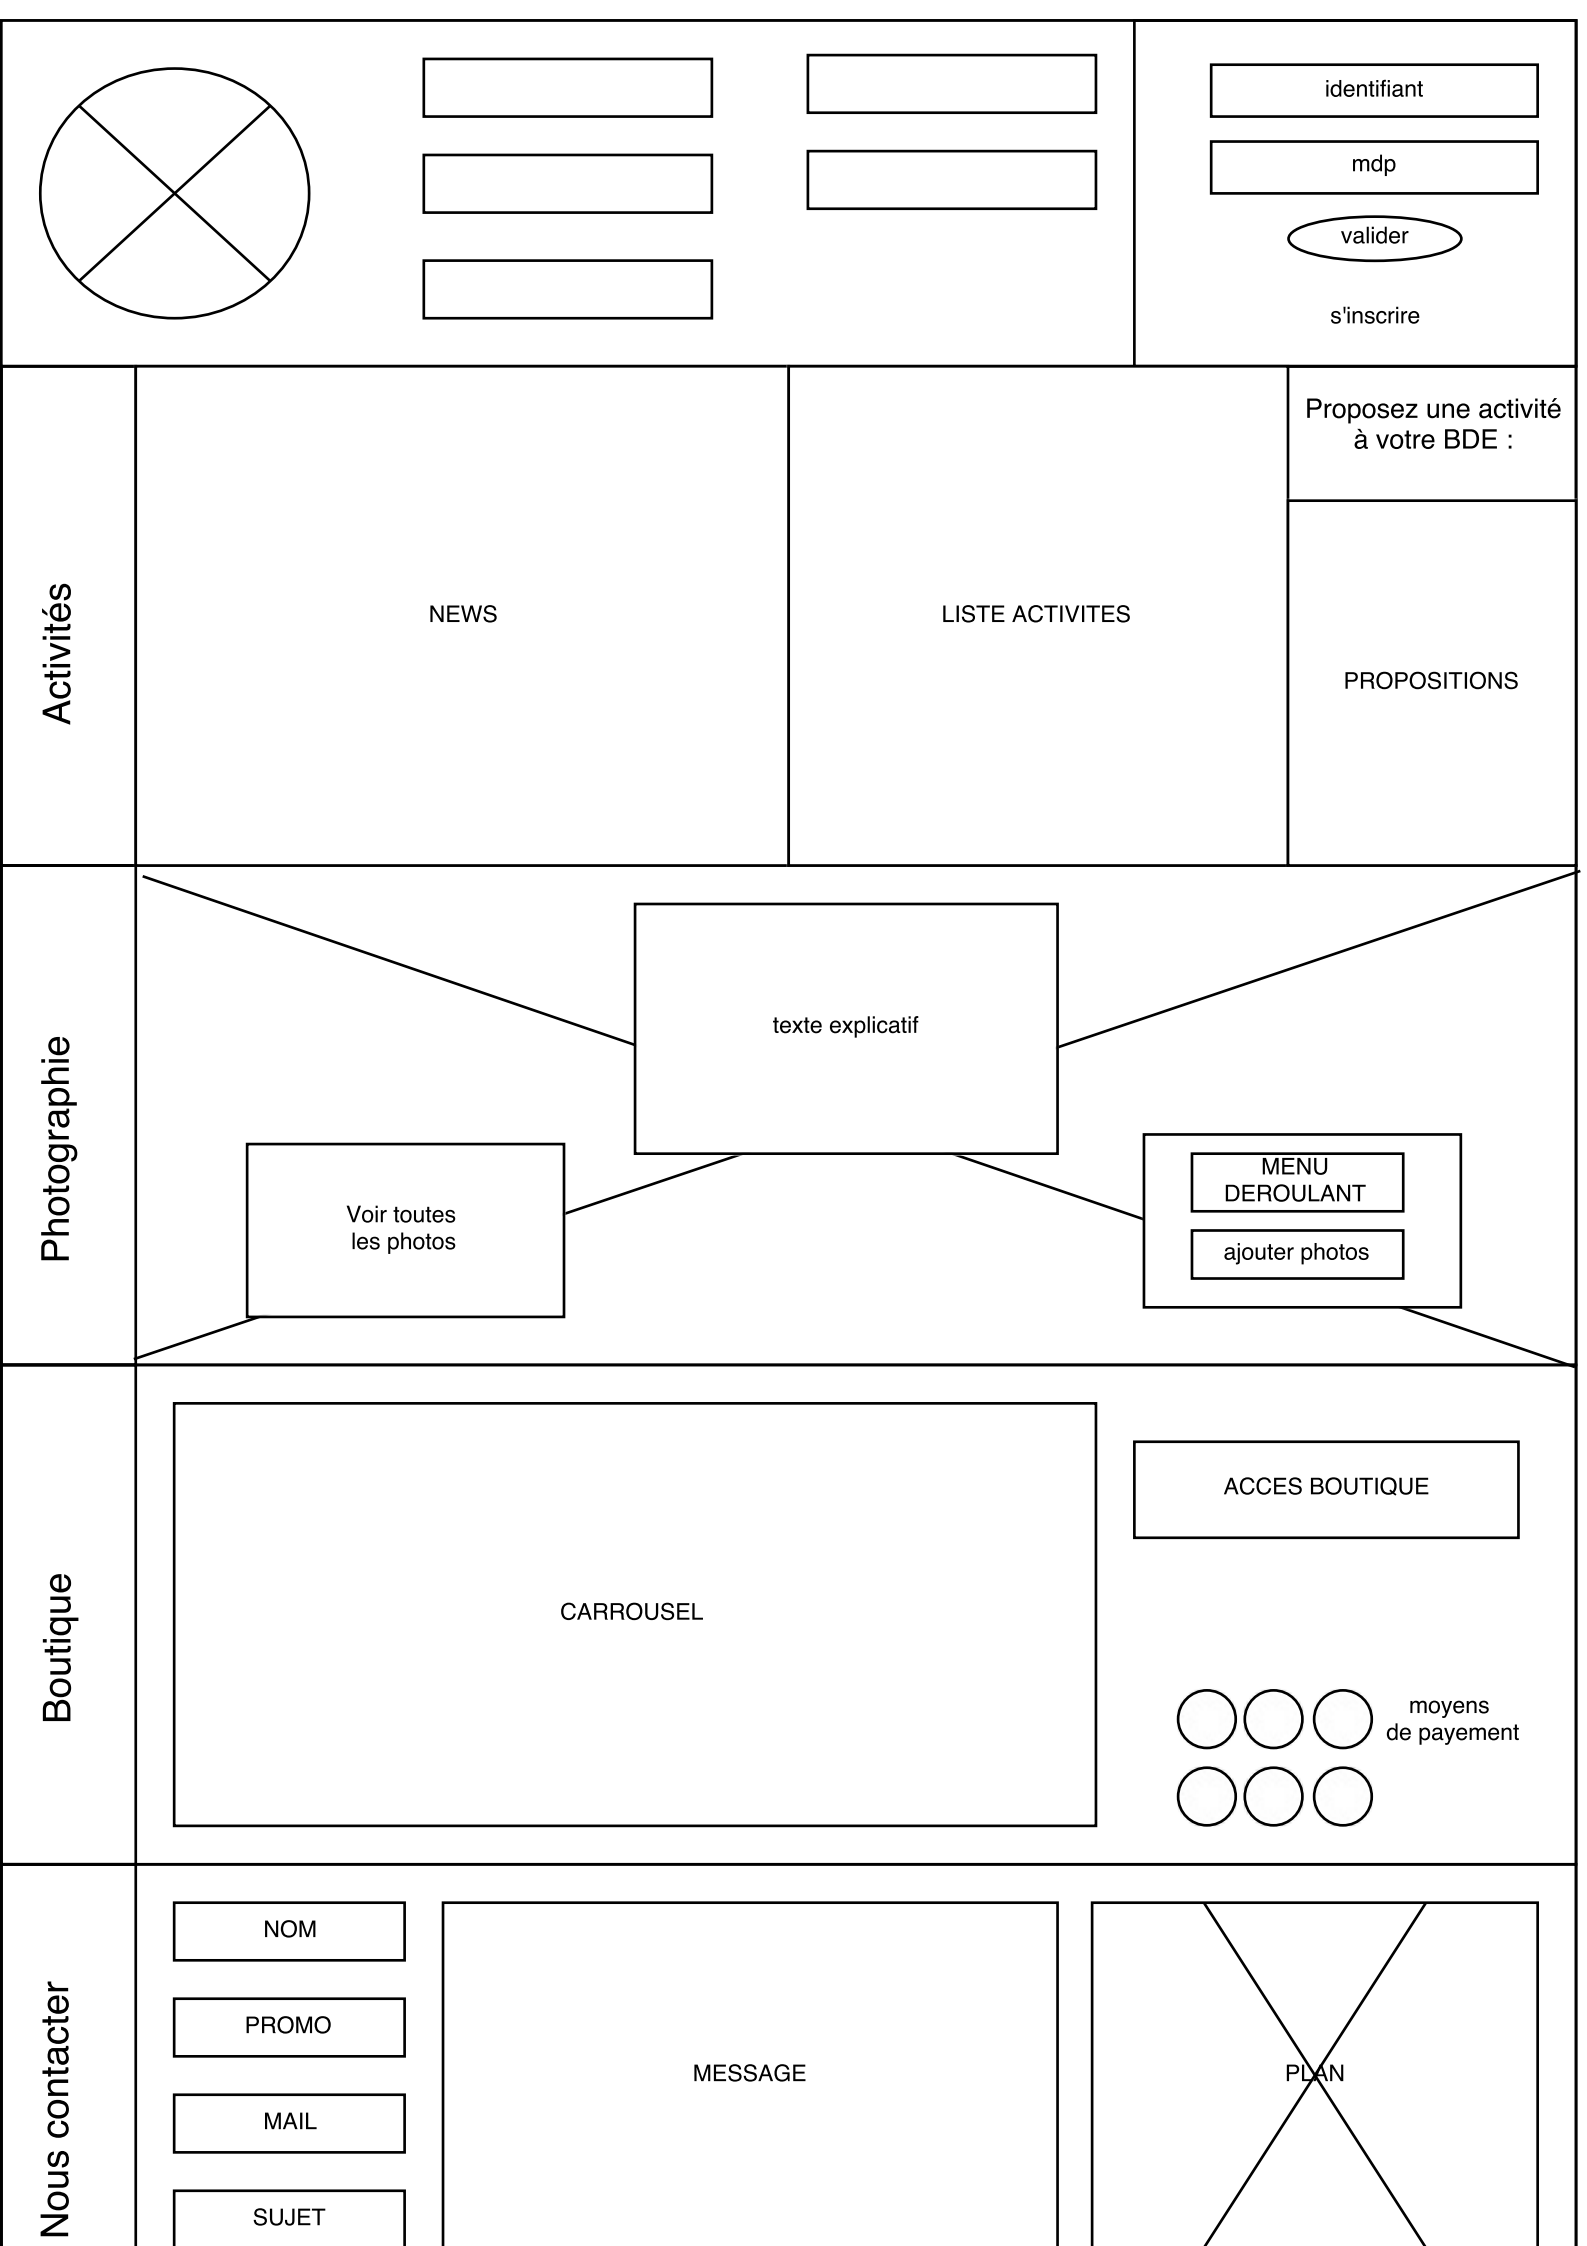 identifiant
mdp
valider
s'inscrire
Activités
NEWS
LISTE ACTIVITES
Proposez une activité
à votre BDE :
PROPOSITIONS
Photographie
texte explicatif
Voir toutes
les photos
MENU
DEROULANT
ajouter photos
Boutique
CARROUSEL
ACCES BOUTIQUE
moyens
de payement
Nous contacter
NOM
PROMO
MAIL
SUJET
MESSAGE
PLAN